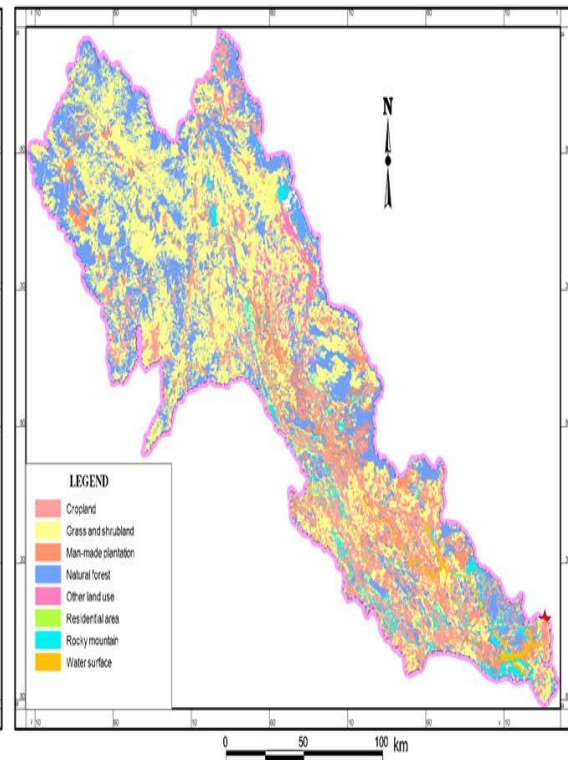 N
LEGEND
Cropland
Grass and shrubland
Man-made plantation
Natural forest
Other land use
Residential area
Rocky mountain
Water surface
0 50 100 km